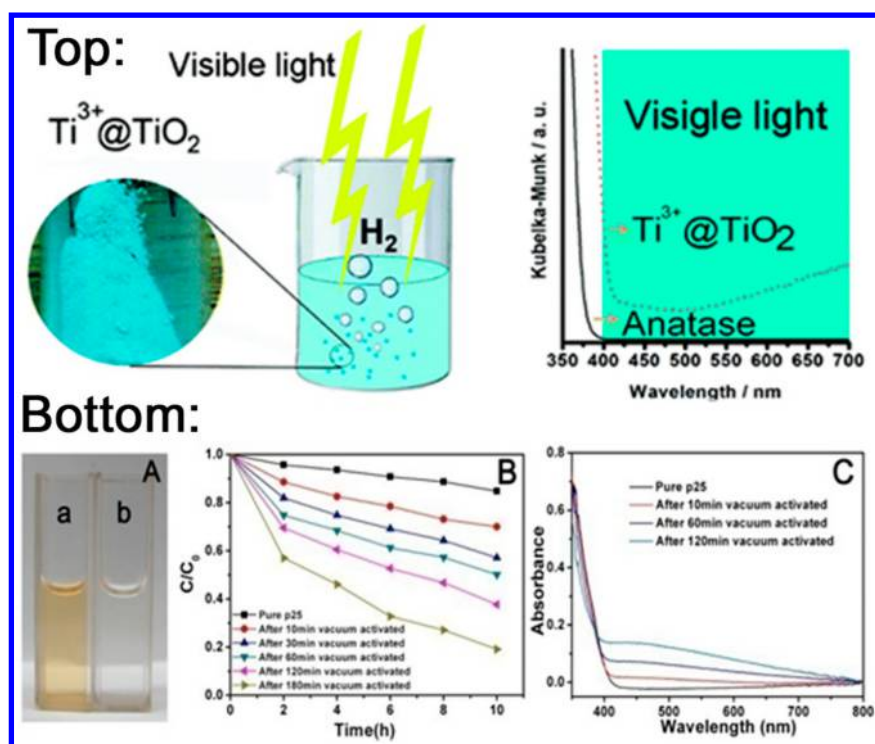 Top:
Visible light
Ti3+@TiO2
H2
Kubelka-Munk / a. u.
Visigle light
Ti3+@TiO2
Anatase
350 400 450 500 550 600 650 700
Wavelength / nm
Bottom:
A
a b
B
C/C0
1.0
0.8
0.6
0.4
0.2
0.0
Pure p25
After 10min vacuum activated
After 30min vacuum activated
After 60min vacuum activated
After 120min vacuum activated
After 180min vacuum activated
0 2 4 6 8 10
Time(h)
C
Absorbance
0.8
0.6
0.4
0.2
0.0
Pure p25
After 10min vacuum activated
After 60min vacuum activated
After 120min vacuum activated
400 500 600 700 800
Wavelength (nm)